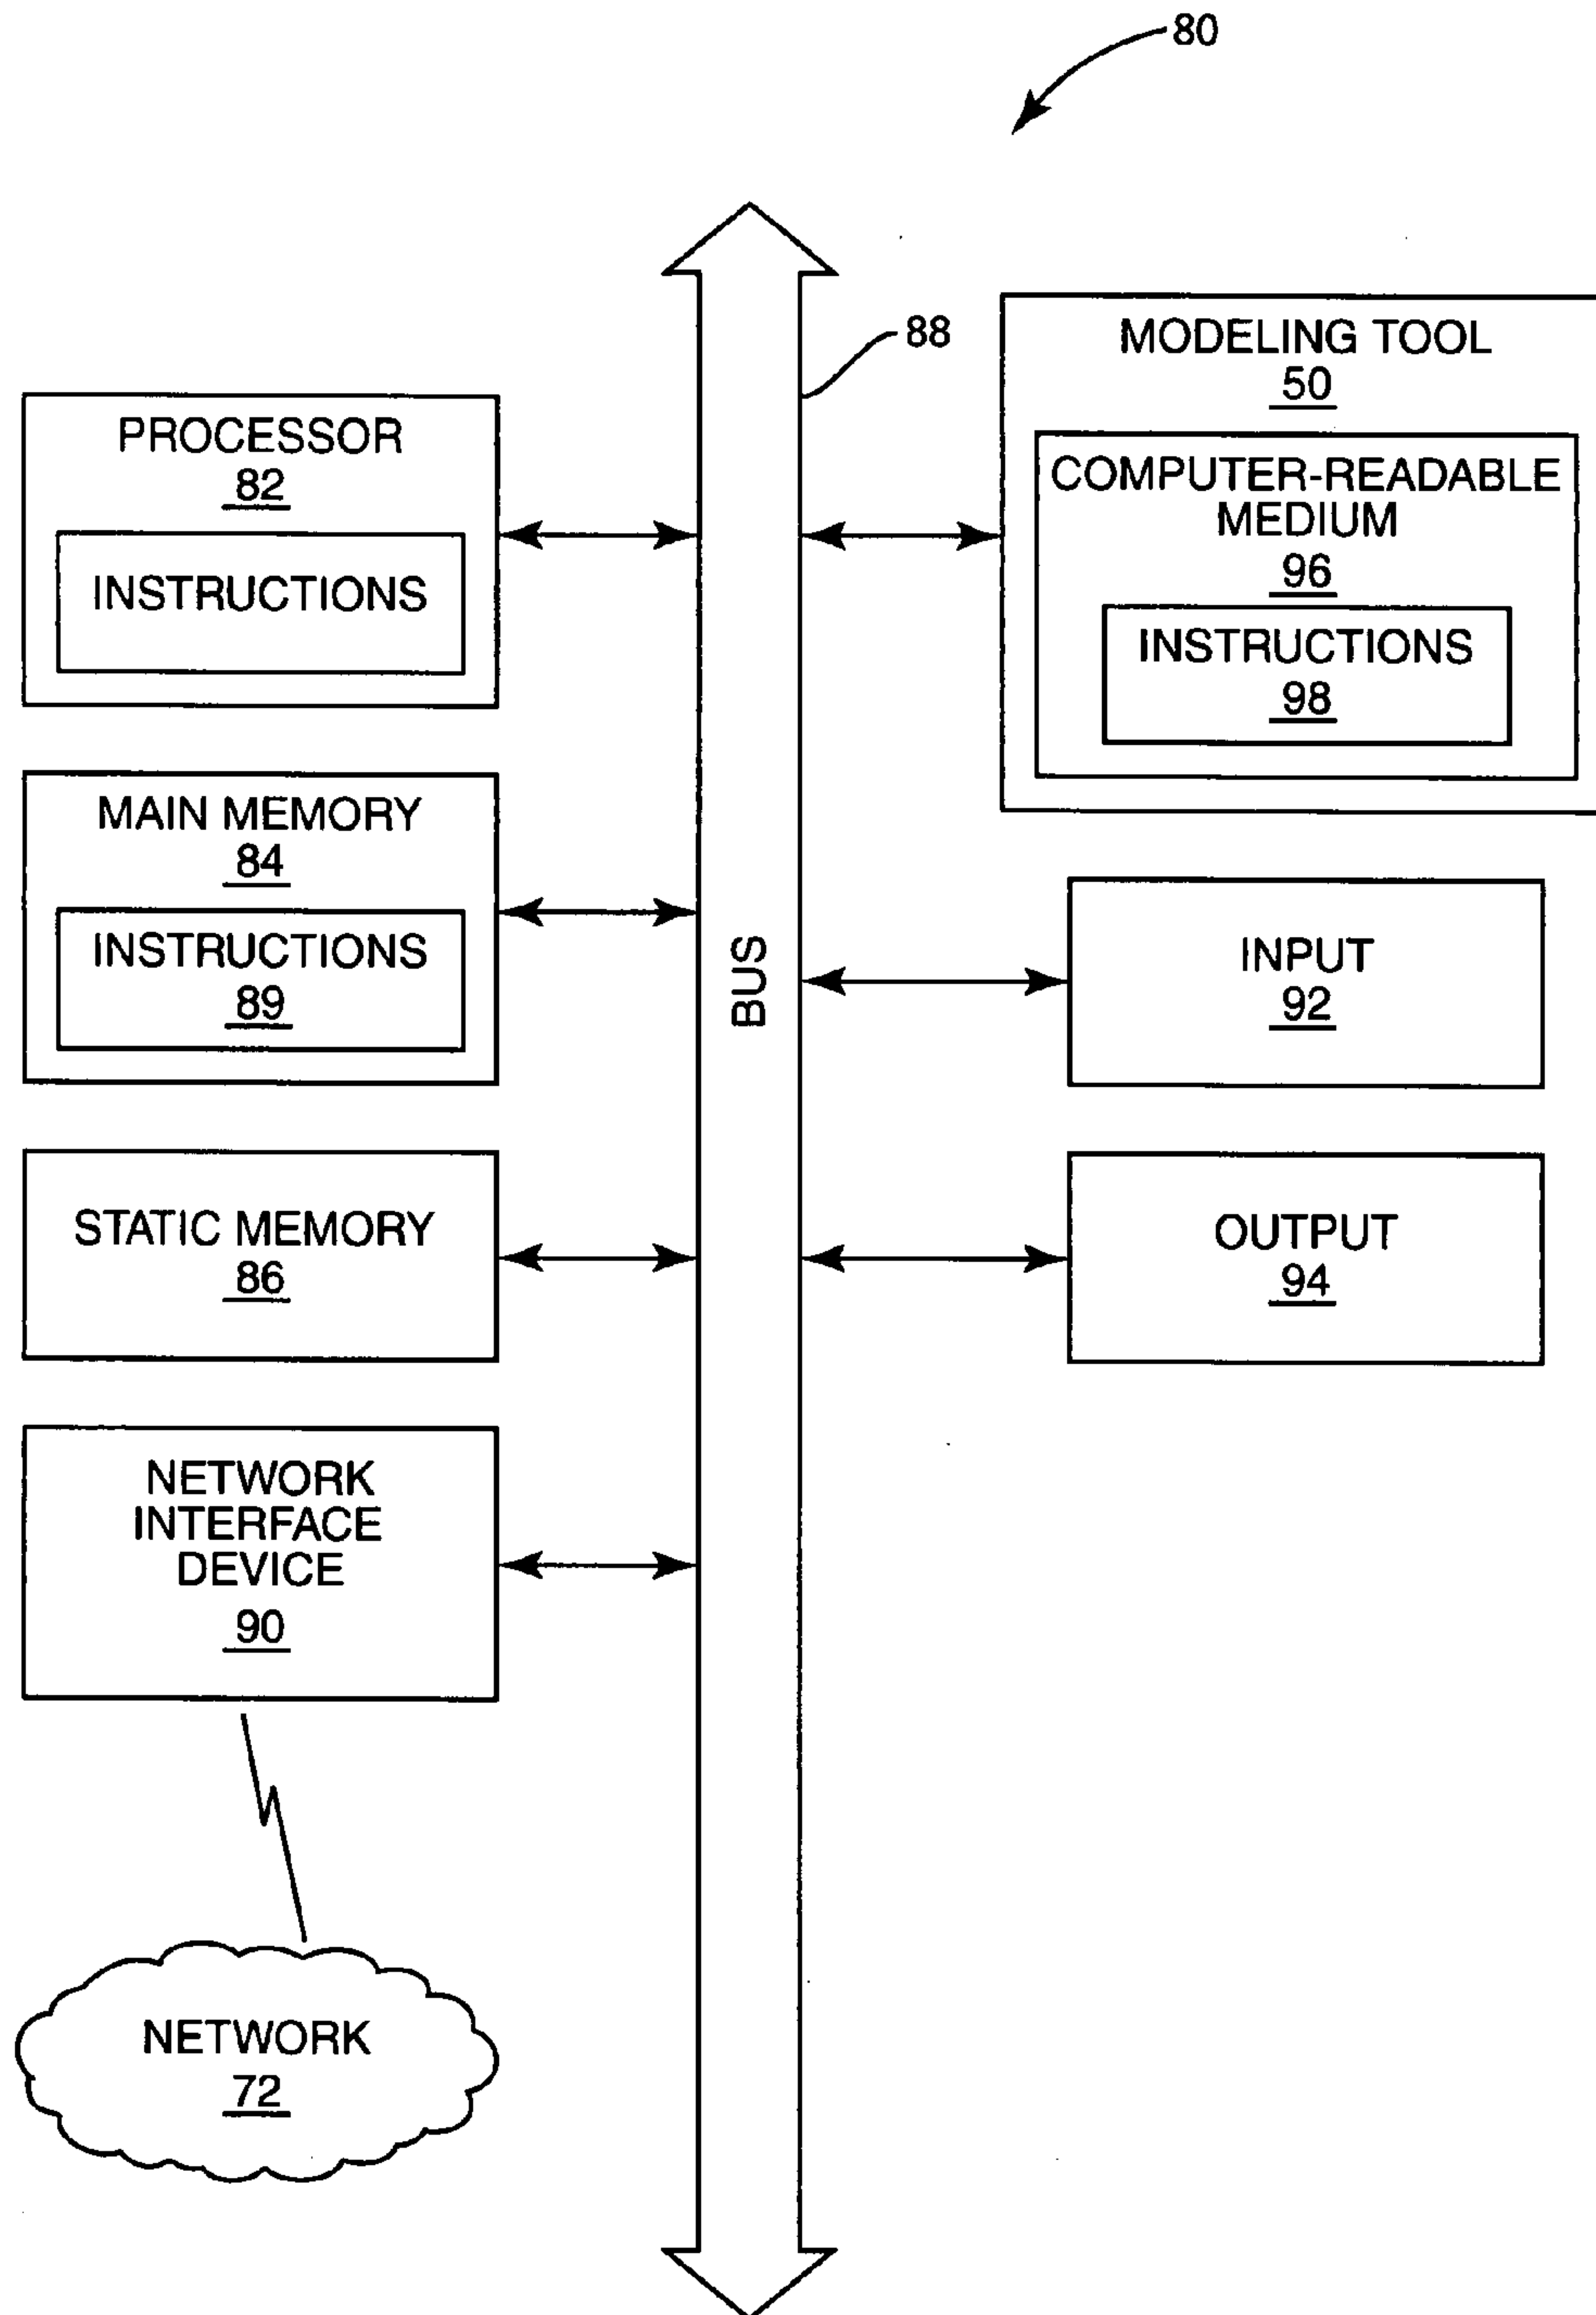 80
88
PROCESSOR
82
INSTRUCTIONS
MAIN MEMORY
84
INSTRUCTIONS
89
STATIC MEMORY
86
NETWORK
INTERFACE
DEVICE
90
NETWORK
72
BUS
MODELING TOOL
50
COMPUTER-READABLE
MEDIUM
96
INSTRUCTIONS
98
INPUT
92
OUTPUT
94